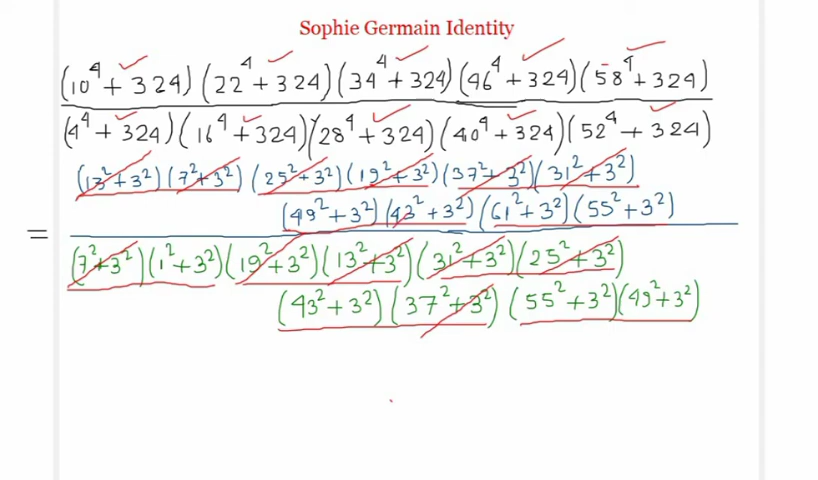 Sophie Germain Identity
(10⁴ + 324) (22⁴ + 324) (34⁴ + 324) (46⁴ + 324) (58⁴ + 324)
(4⁴ + 324) (16⁴ + 324) (28⁴ + 324) (40⁴ + 324) (52⁴ + 324)
(13² + 3²) (7² + 3²) (25² + 3²) (19² + 3²) (37² + 3²) (31² + 3²)
(49² + 3²) (43² + 3²) (61² + 3²) (55² + 3²)
=
(7² + 3²) (1² + 3²) (19² + 3²) (13² + 3²) (31² + 3²) (25² + 3²)
(43² + 3²) (37² + 3²) (55² + 3²) (49² + 3²)